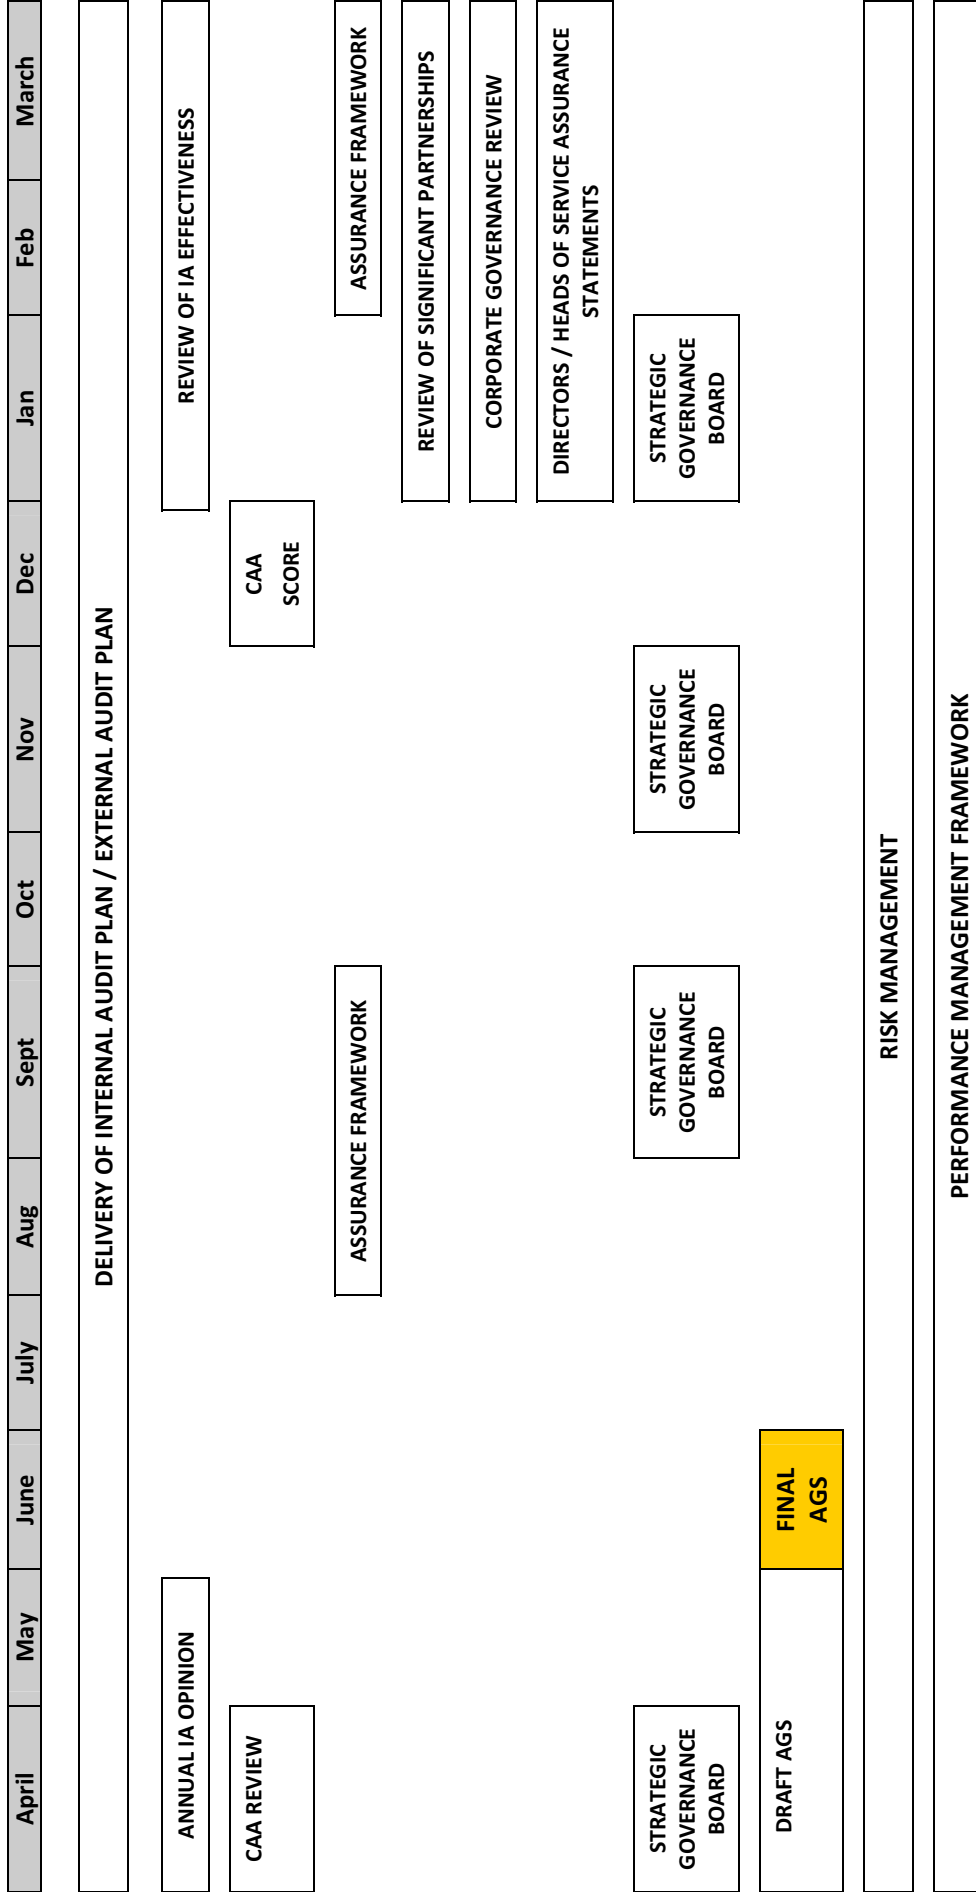 April May June July Aug Sept Oct Nov Dec Jan Feb March
DELIVERY OF INTERNAL AUDIT PLAN / EXTERNAL AUDIT PLAN
ANNUAL IA OPINION
REVIEW OF IA EFFECTIVENESS
CAA REVIEW
CAA
SCORE
ASSURANCE FRAMEWORK
ASSURANCE FRAMEWORK
REVIEW OF SIGNIFICANT PARTNERSHIPS
CORPORATE GOVERNANCE REVIEW
DIRECTORS / HEADS OF SERVICE ASSURANCE
STATEMENTS
STRATEGIC
GOVERNANCE
BOARD
STRATEGIC
GOVERNANCE
BOARD
STRATEGIC
GOVERNANCE
BOARD
STRATEGIC
GOVERNANCE
BOARD
DRAFT AGS
FINAL
AGS
RISK MANAGEMENT
PERFORMANCE MANAGEMENT FRAMEWORK